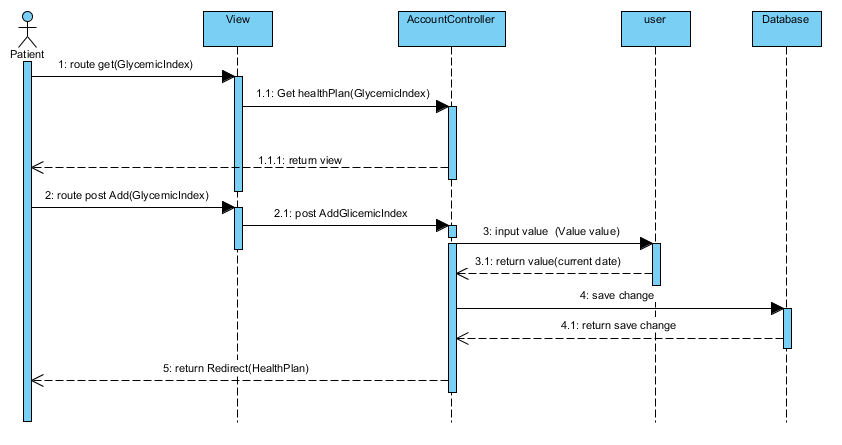 View
AccountController
user
Database
Patient
1: route get(GlycemicIndex)
1.1: Get healthPlan(GlycemicIndex)
1.1.1: return view
2: route post Add(GlycemicIndex)
2.1: post AddGlicemicIndex
3: input value (Value value)
3.1: return value(current date)
4: save change
4.1: return save change
5: return Redirect(HealthPlan)